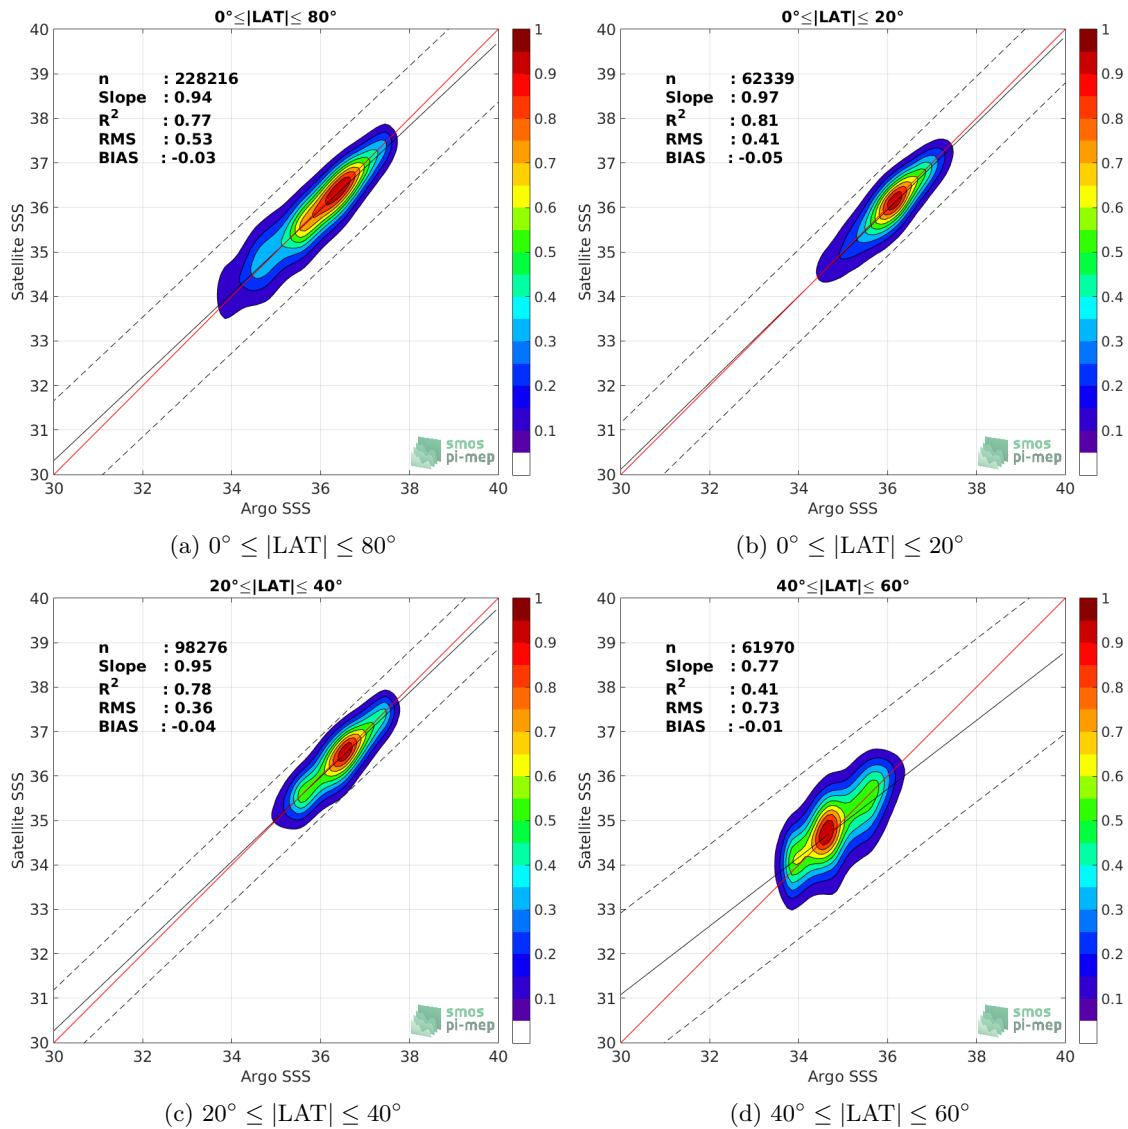 0°≤|LAT|≤ 80°
n : 228216
Slope : 0.94
R² : 0.77
RMS : 0.53
BIAS : -0.03
Satellite SSS
40
39
38
37
36
35
34
33
32
31
30
30 32 34 36 38 40
Argo SSS
1
0.9
0.8
0.7
0.6
0.5
0.4
0.3
0.2
0.1
smos
pi-mep
(a) 0° ≤ |LAT| ≤ 80°
0°≤|LAT|≤ 20°
n : 62339
Slope : 0.97
R² : 0.81
RMS : 0.41
BIAS : -0.05
Satellite SSS
40
39
38
37
36
35
34
33
32
31
30
30 32 34 36 38 40
Argo SSS
1
0.9
0.8
0.7
0.6
0.5
0.4
0.3
0.2
0.1
smos
pi-mep
(b) 0° ≤ |LAT| ≤ 20°
20°≤|LAT|≤ 40°
n : 98276
Slope : 0.95
R² : 0.78
RMS : 0.36
BIAS : -0.04
Satellite SSS
40
39
38
37
36
35
34
33
32
31
30
30 32 34 36 38 40
Argo SSS
1
0.9
0.8
0.7
0.6
0.5
0.4
0.3
0.2
0.1
smos
pi-mep
(c) 20° ≤ |LAT| ≤ 40°
40°≤|LAT|≤ 60°
n : 61970
Slope : 0.77
R² : 0.41
RMS : 0.73
BIAS : -0.01
Satellite SSS
40
39
38
37
36
35
34
33
32
31
30
30 32 34 36 38 40
Argo SSS
1
0.9
0.8
0.7
0.6
0.5
0.4
0.3
0.2
0.1
smos
pi-mep
(d) 40° ≤ |LAT| ≤ 60°